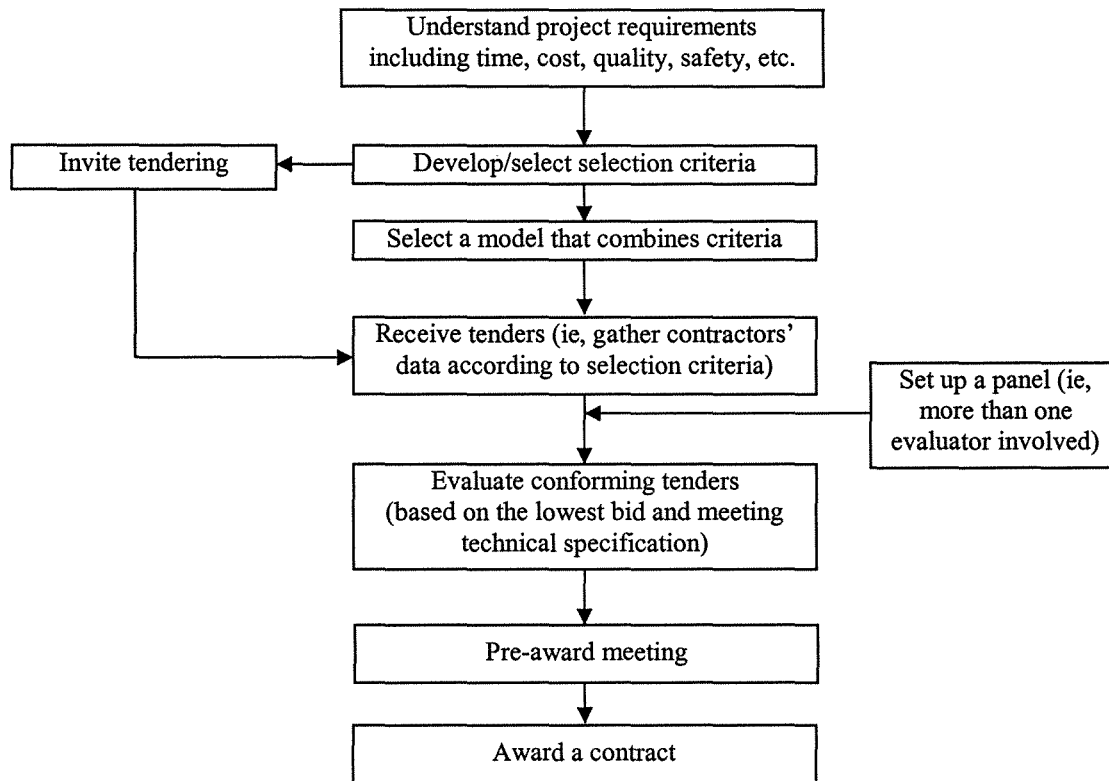 Understand project requirements
including time, cost, quality, safety, etc.
Invite tendering
Develop/select selection criteria
Select a model that combines criteria
Receive tenders (ie, gather contractors'
data according to selection criteria)
Set up a panel (ie,
more than one
evaluator involved)
Evaluate conforming tenders
(based on the lowest bid and meeting
technical specification)
Pre-award meeting
Award a contract